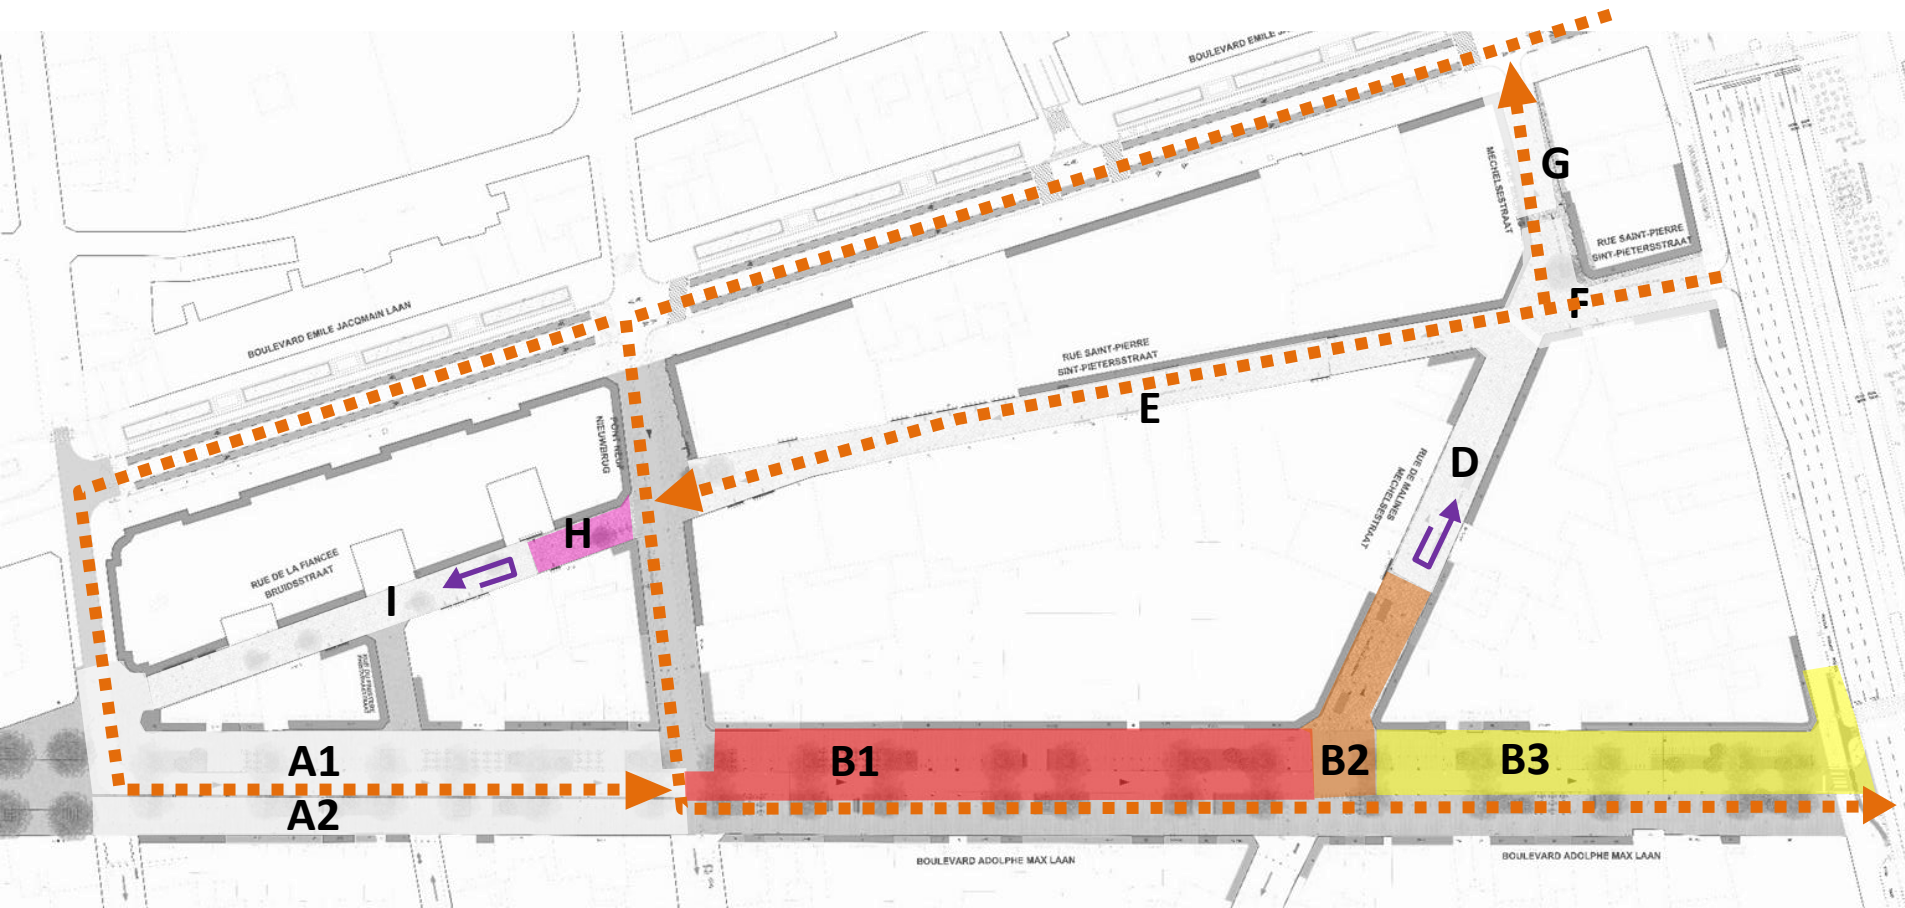 BOULEVARD EMILE
MECHELSESTRAAT
G
RUE SAINT-PIERRE
SINT-PIETERSSTRAAT
F
BOULEVARD EMILE JACQMAIN LAAN
RUE SAINT-PIERRE
SINT-PIETERSSTRAAT
E
PONT NEUF
NIEUWBRUG
D
RUE DE MALINES
MECHELSESTRAAT
H
RUE DE LA FIANCEE
BRUIDSSTRAAT
I
A1
B1
B2
B3
A2
BOULEVARD ADOLPHE MAX LAAN
BOULEVARD ADOLPHE MAX LAAN